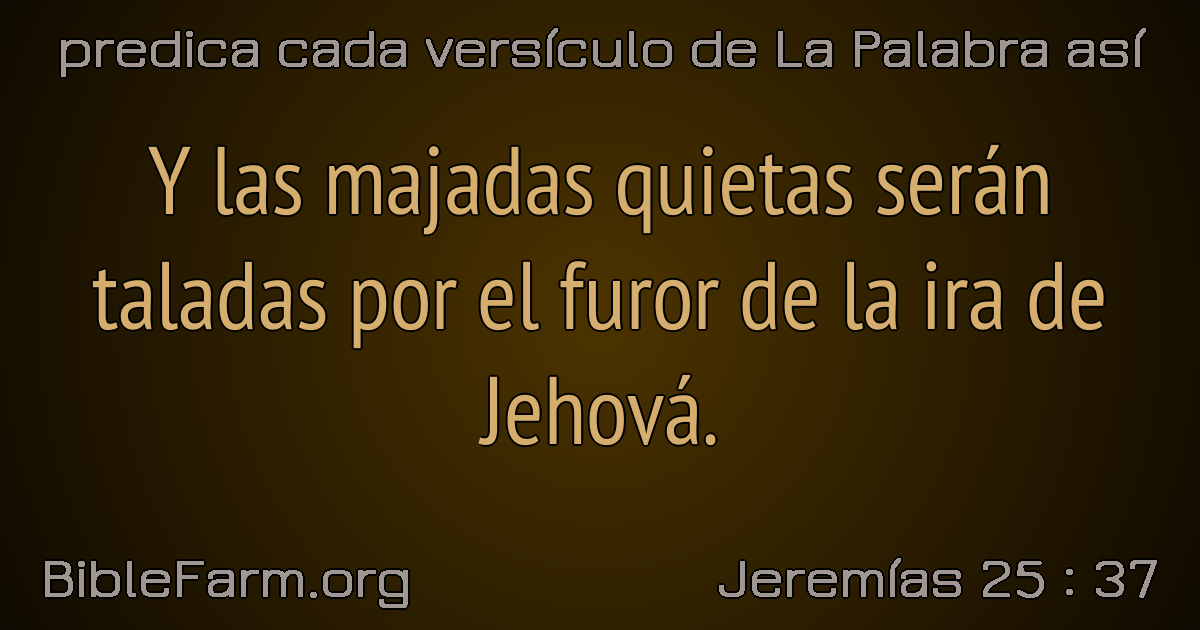 predica cada versículo de La Palabra así
Y las majadas quietas serán
taladas por el furor de la ira de
Jehová.
BibleFarm.org
Jeremías 25 : 37